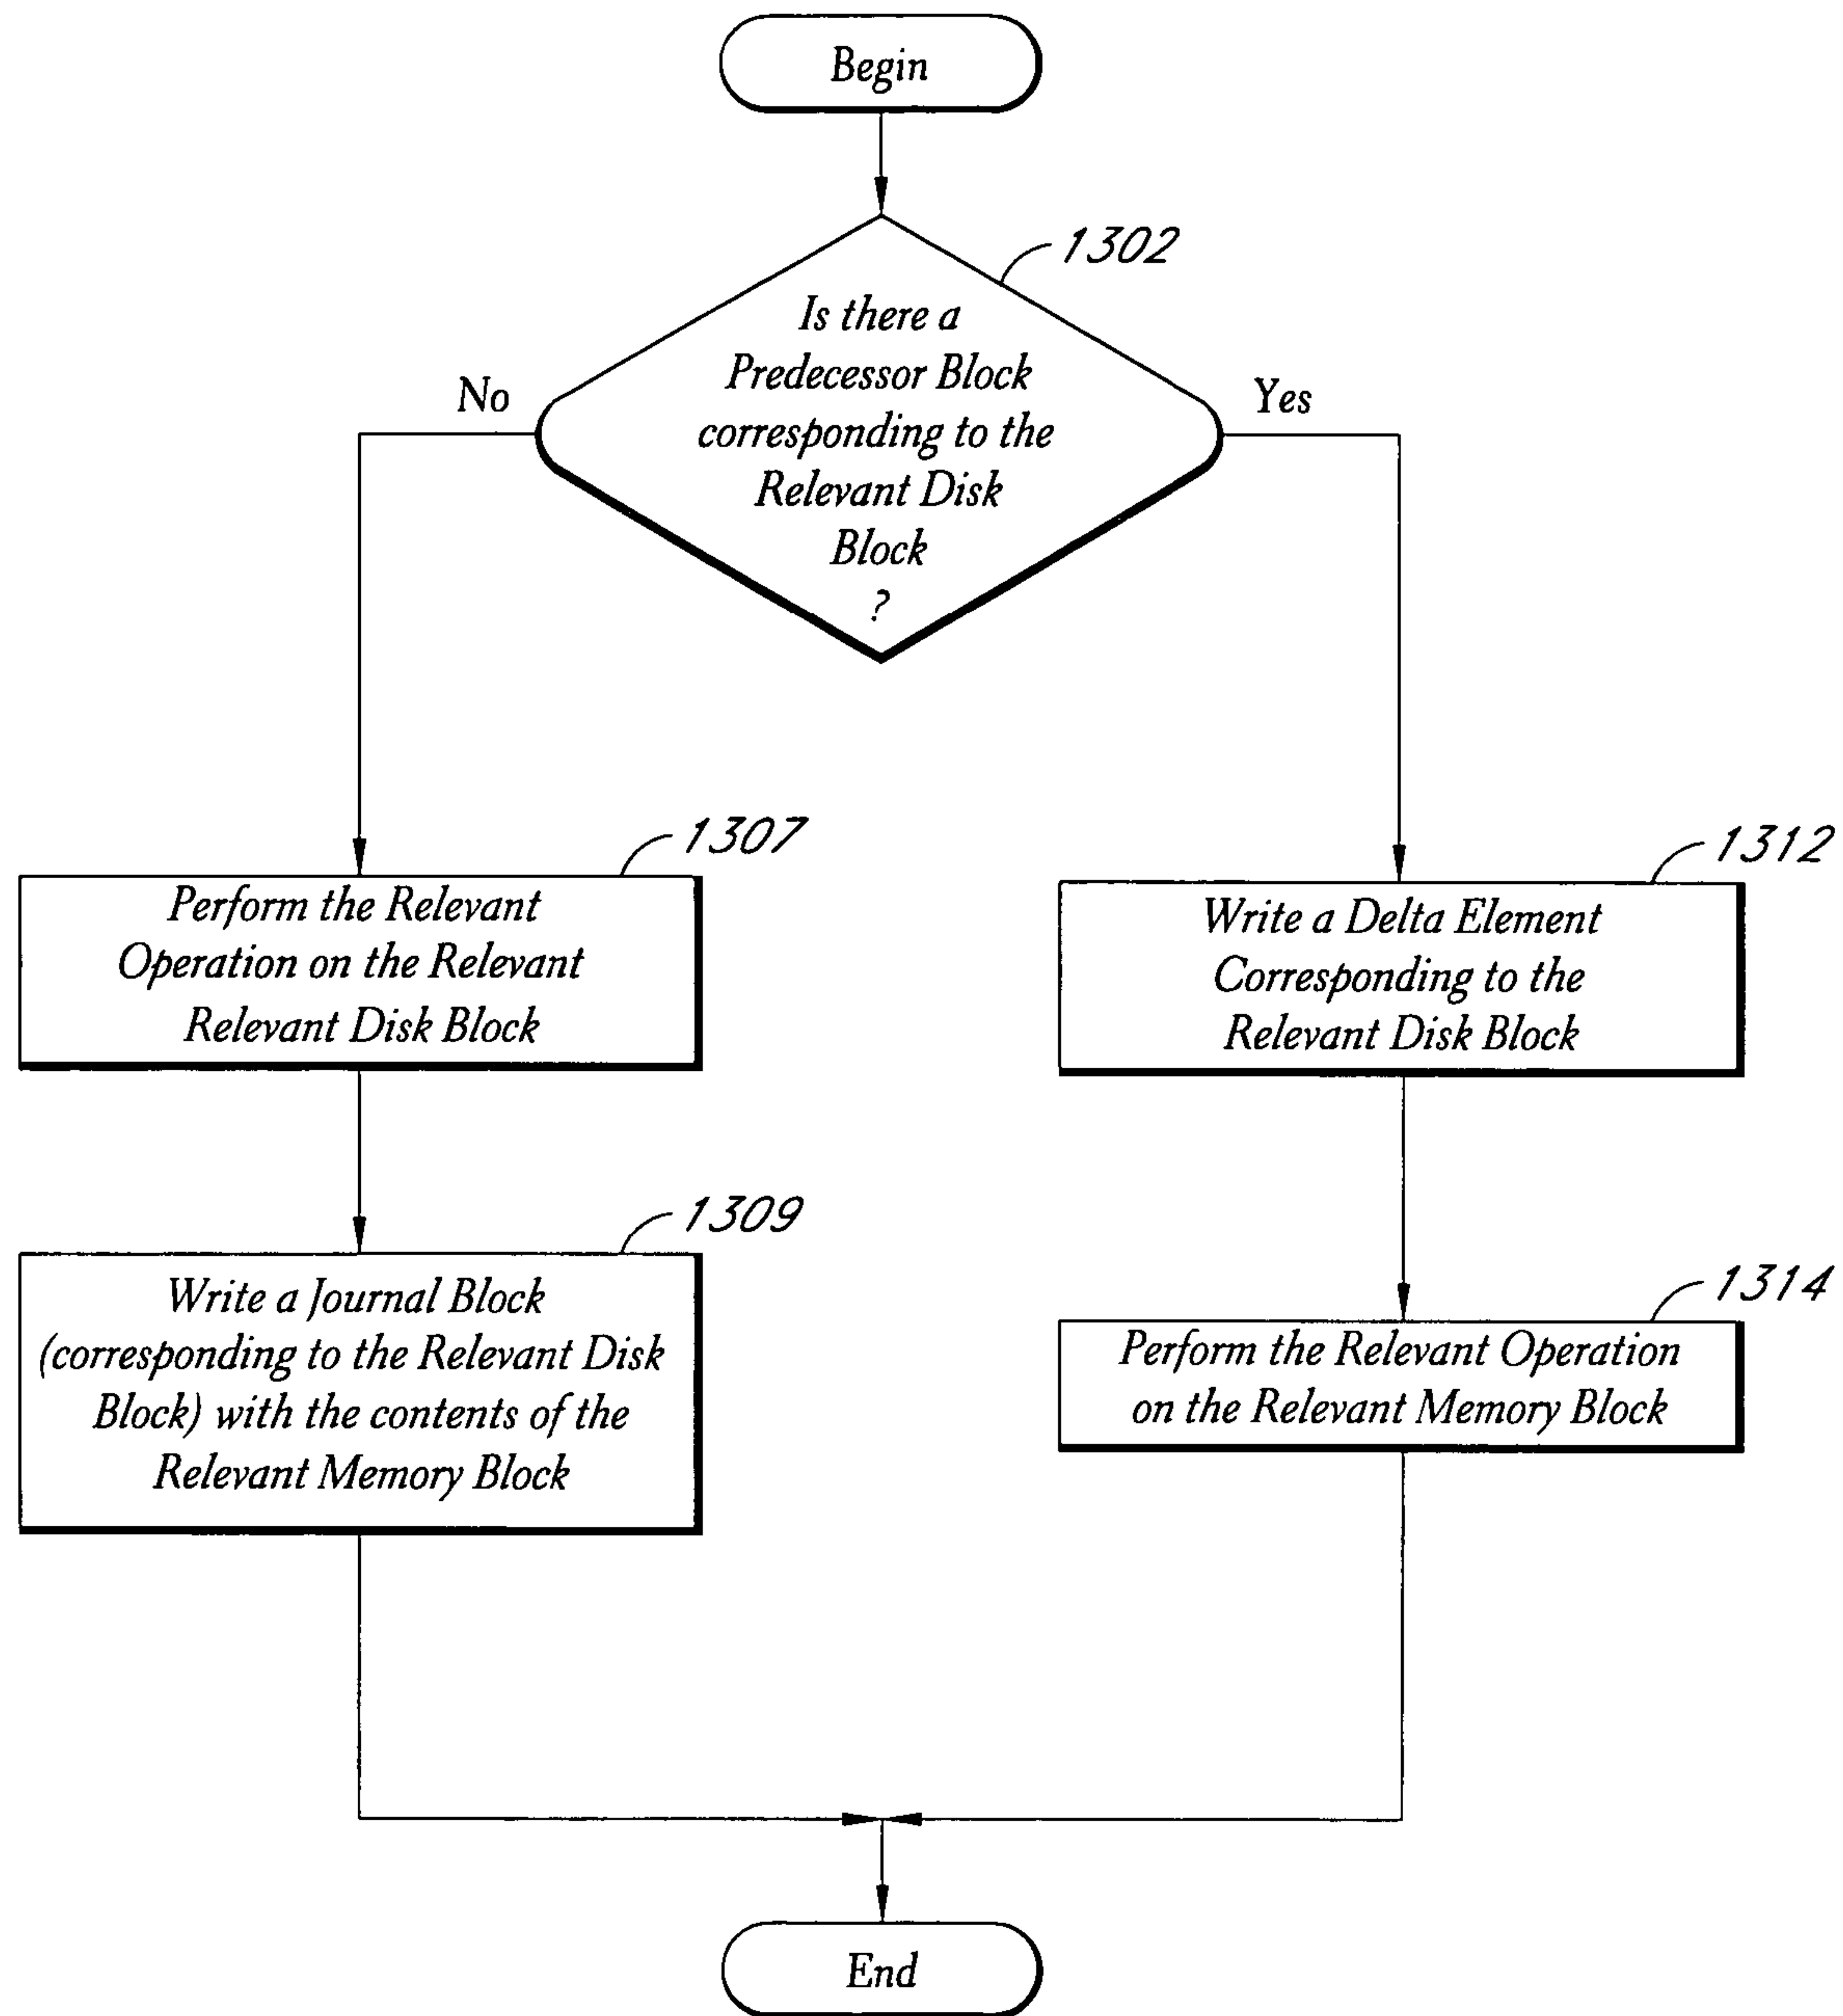 Begin
1302
Is there a
Predecessor Block
corresponding to the
Relevant Disk
Block
?
No
Yes
1307
Perform the Relevant
Operation on the Relevant
Relevant Disk Block
1312
Write a Delta Element
Corresponding to the
Relevant Disk Block
1309
Write a Journal Block
(corresponding to the Relevant Disk
Block) with the contents of the
Relevant Memory Block
1314
Perform the Relevant Operation
on the Relevant Memory Block
End